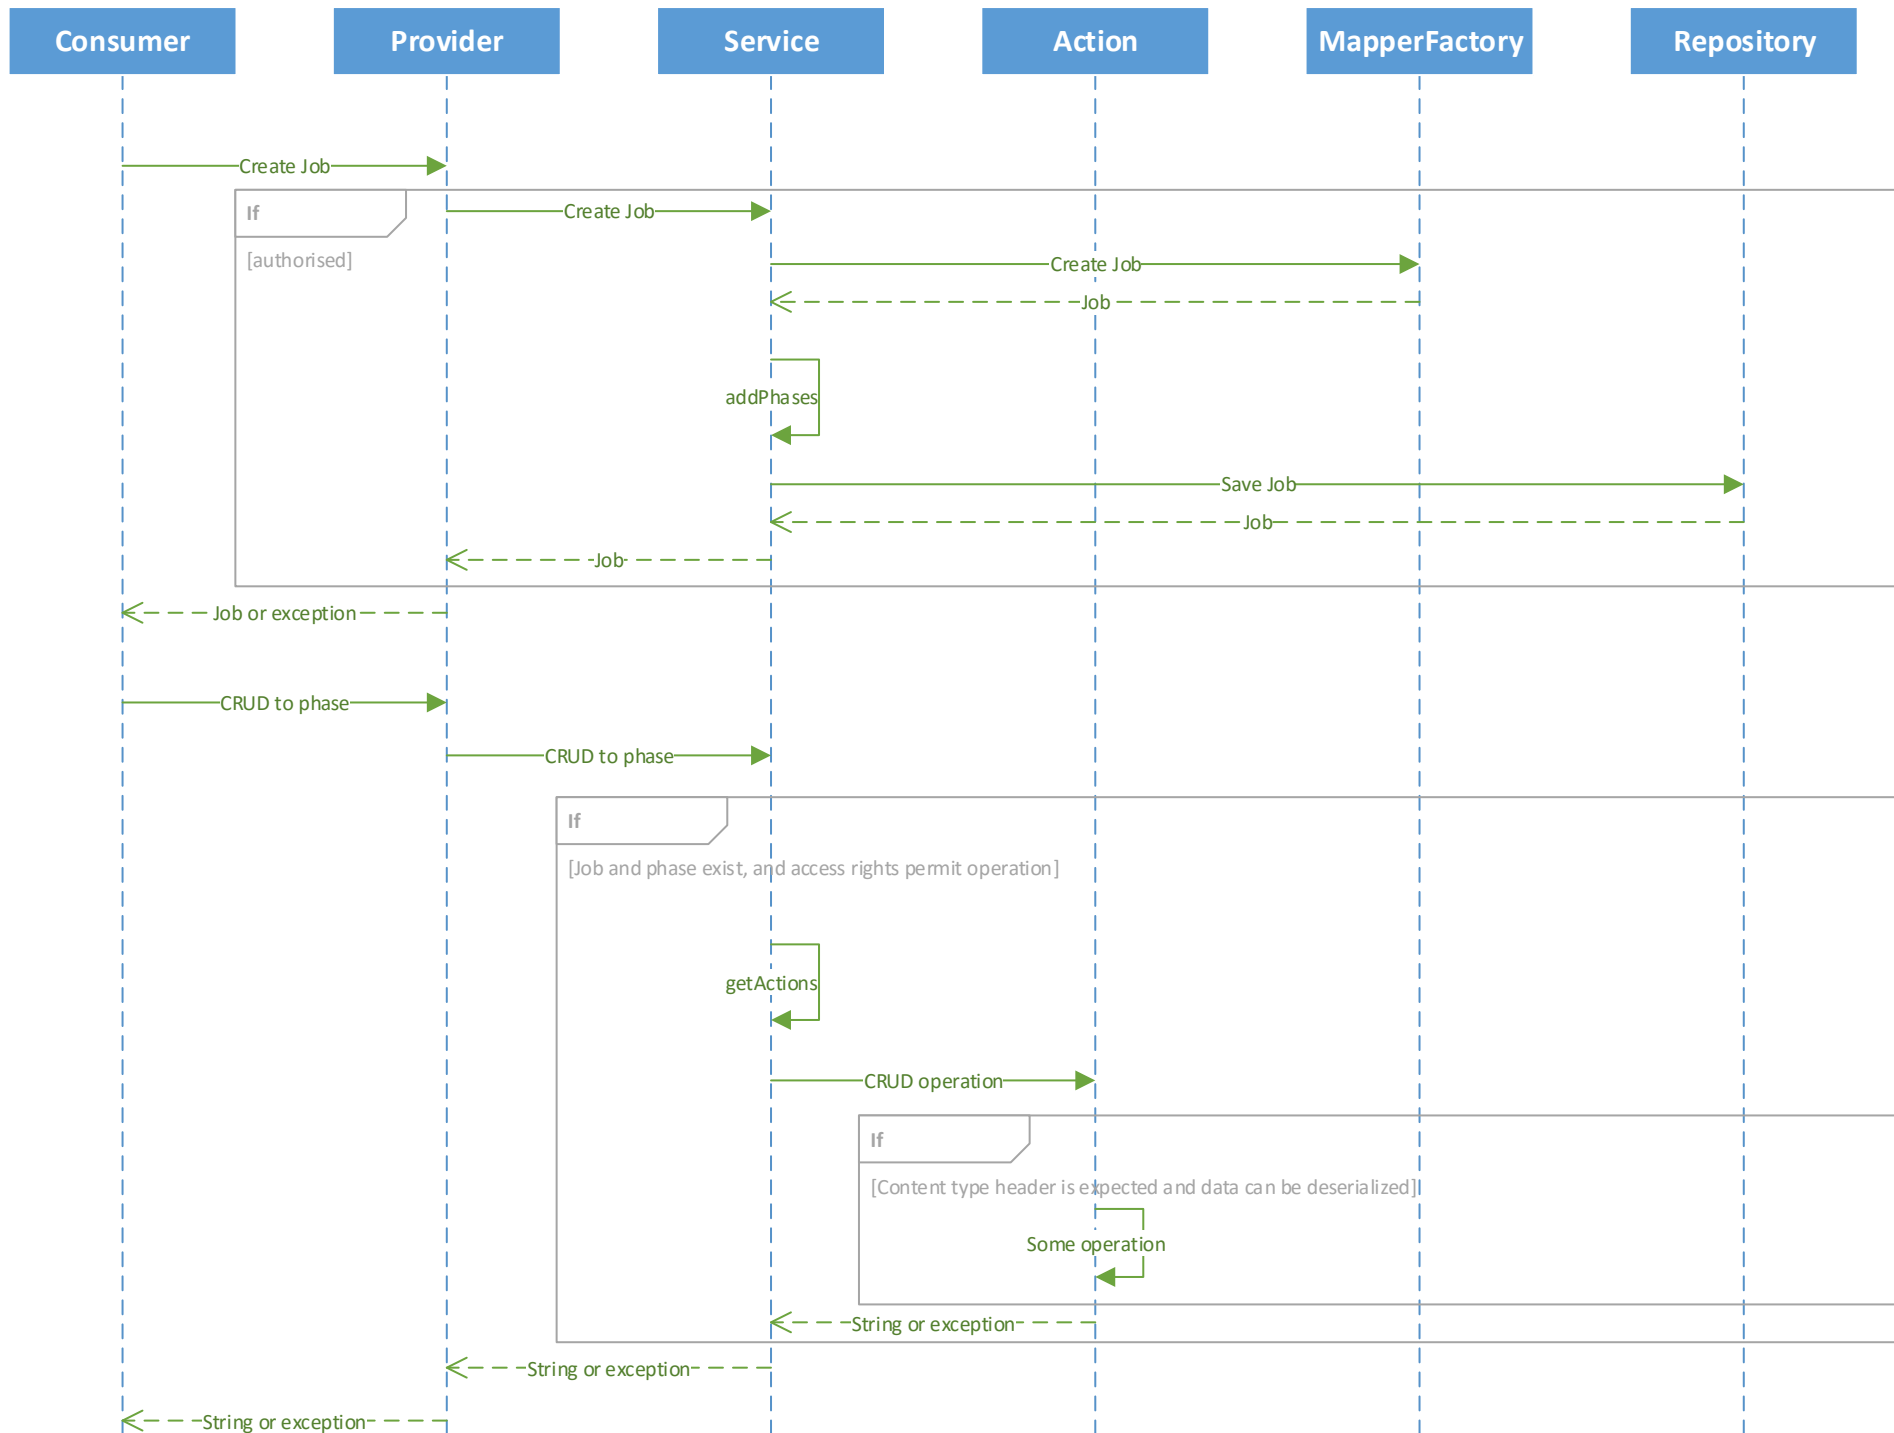 Consumer
Provider
Service
Action
MapperFactory
Repository
Create Job
If
Create Job
[authorised]
Create Job
Job
addPhases
Save Job
Job
Job
Job or exception
CRUD to phase
CRUD to phase
If
[Job and phase exist, and access rights permit operation]
getActions
CRUD operation
If
[Content type header is expected and data can be deserialized]
Some operation
String or exception
String or exception
String or exception